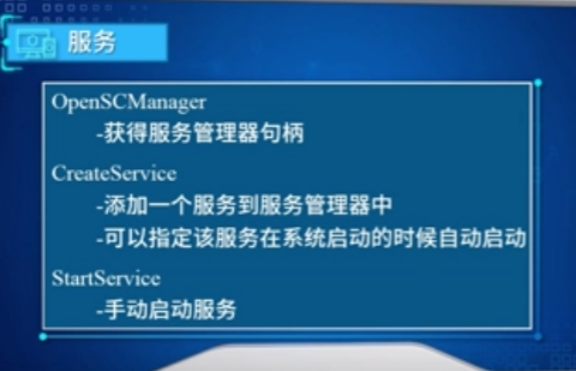 服务
OpenSCManager
-获得服务管理器句柄
CreateService
-添加一个服务到服务管理器中
-可以指定该服务在系统启动的时候自动启动
StartService
-手动启动服务